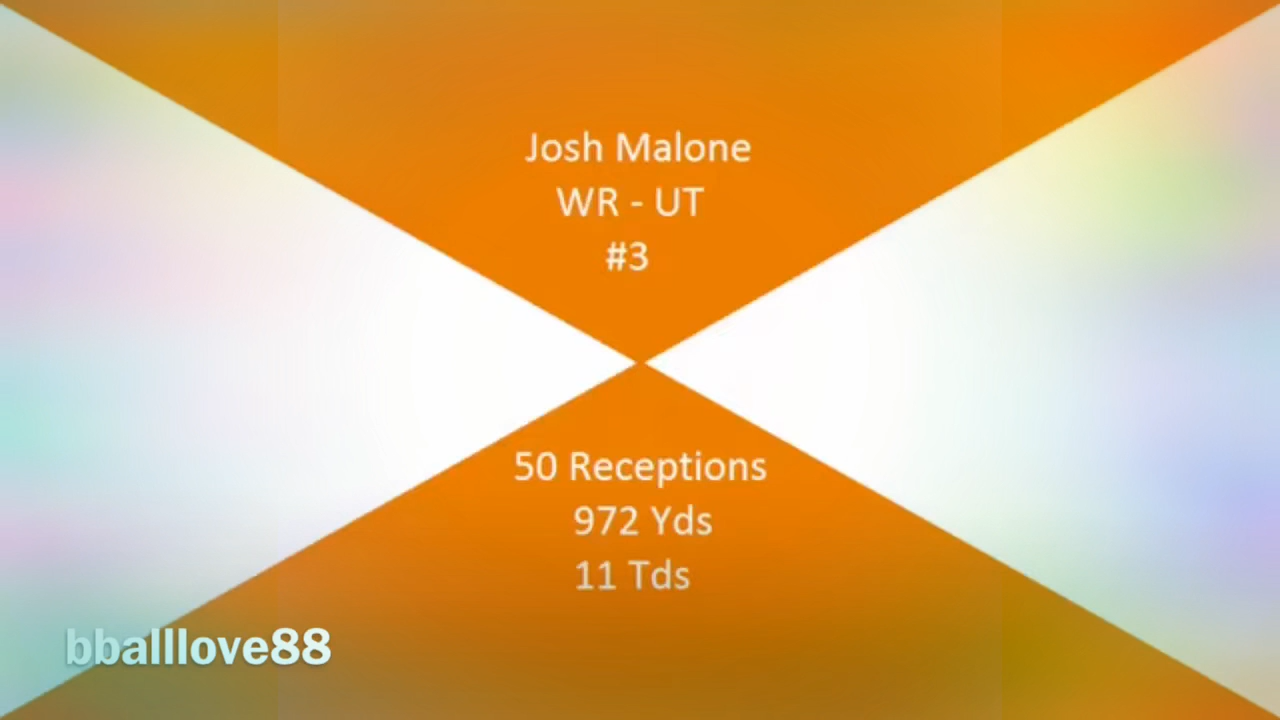 Josh Malone
WR - UT
#3
50 Receptions
972 Yds
11 Tds
bballlove88